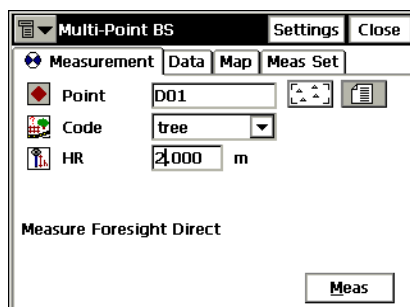 Multi-Point BS Settings Close
Measurement Data Map Meas Set
Point D01
Code tree
HR 2.000 m
Measure Foresight Direct
Meas